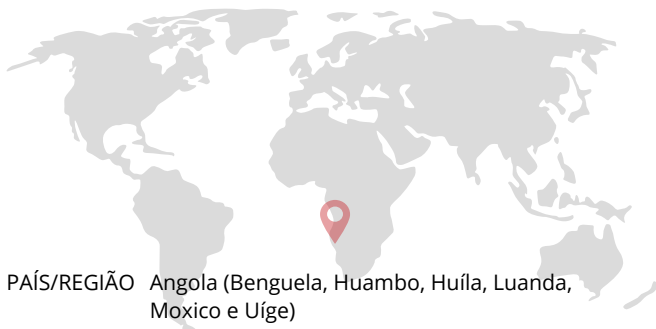 PAÍS/REGIÃO Angola (Benguela, Huambo, Huíla, Luanda,
Moxico e Uíge)